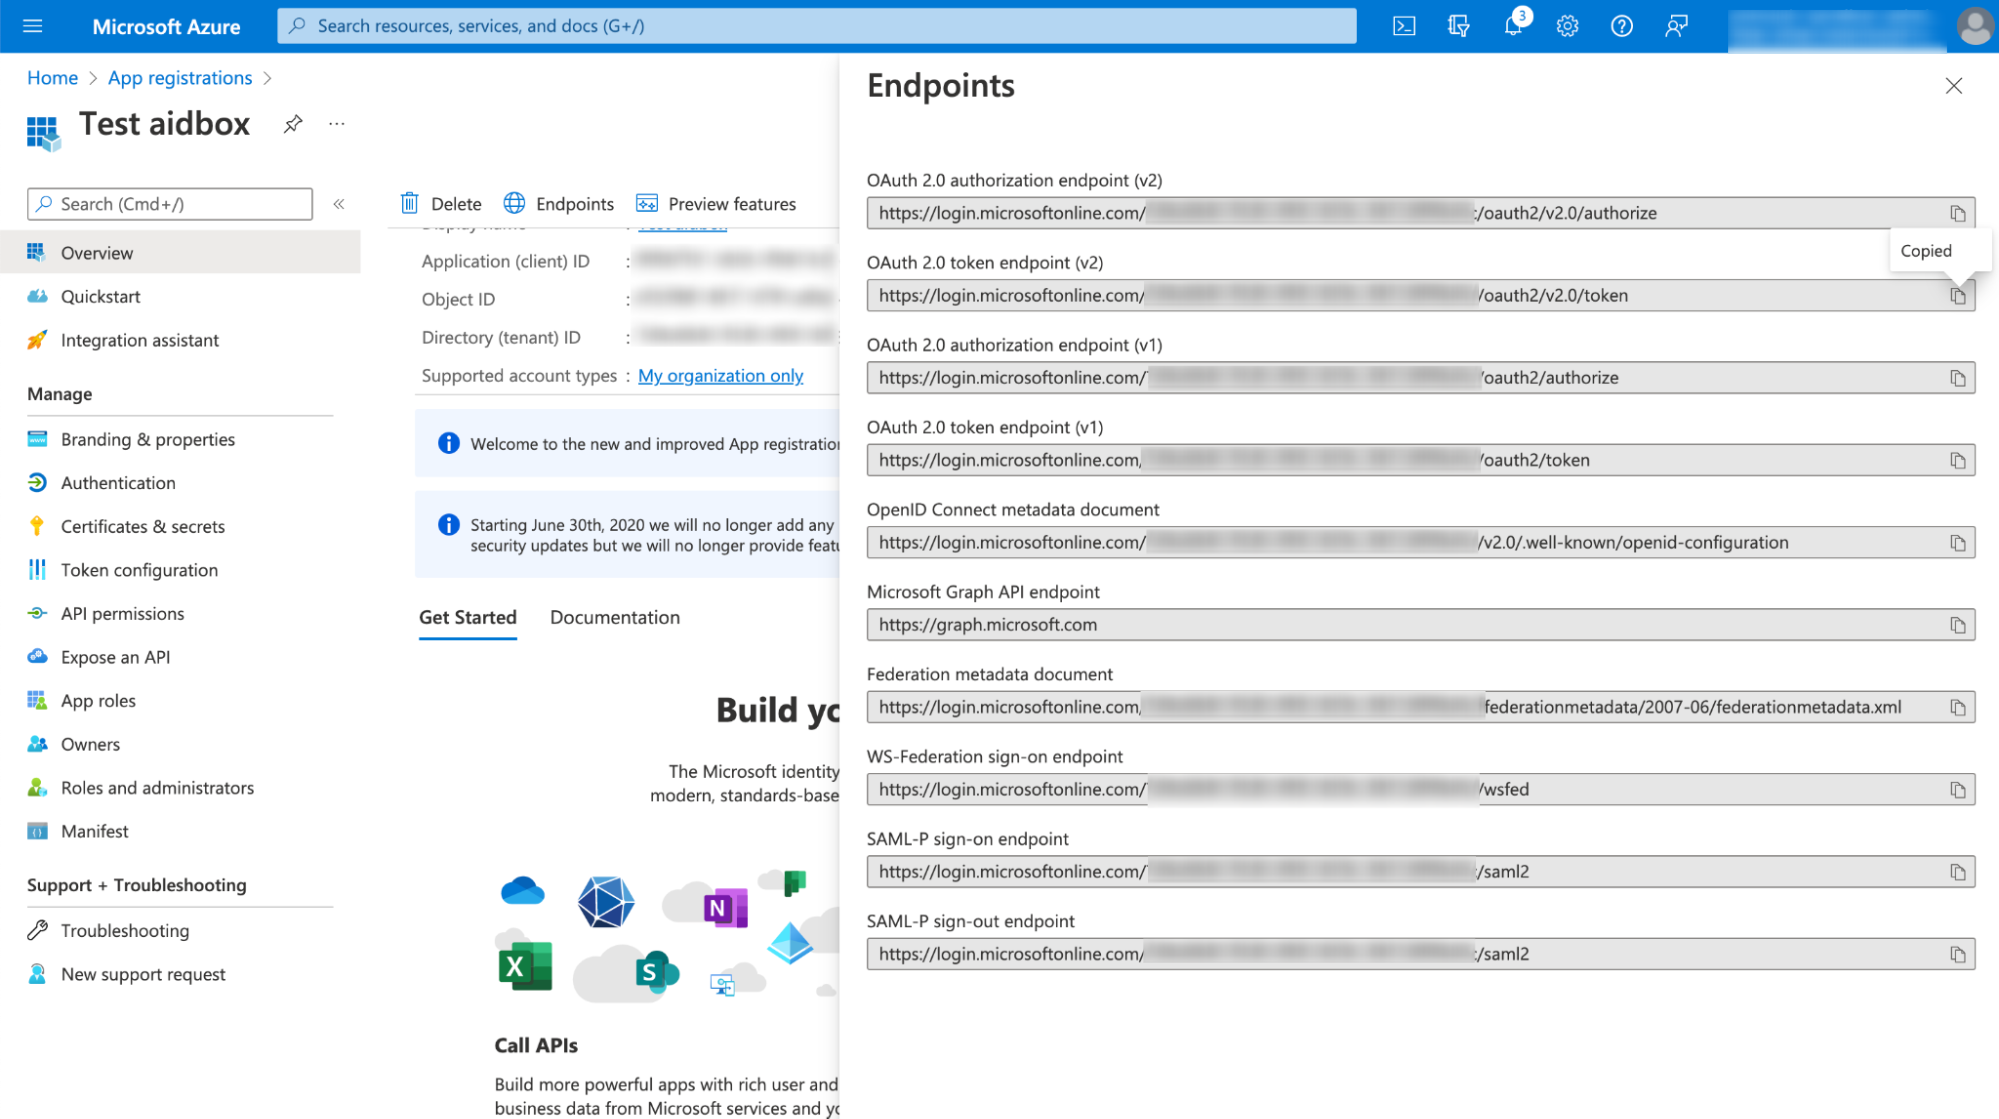 Microsoft Azure
Search resources, services, and docs (G+/)
3
Home > App registrations >
Test aidbox
...
Search (Cmd+/)
«
Overview
Quickstart
Integration assistant
Manage
Branding & properties
Authentication
Certificates & secrets
Token configuration
API permissions
Expose an API
App roles
Owners
Roles and administrators
Manifest
Support + Troubleshooting
Troubleshooting
New support request
Delete
Endpoints
Preview features
Display name : Test aidbox
Application (client) ID :
Object ID :
Directory (tenant) ID :
Supported account types : My organization only
Welcome to the new and improved App registration
Starting June 30th, 2020 we will no longer add any
security updates but we will no longer provide featu
Get Started
Documentation
Build yo
The Microsoft identity
modern, standards-base
N
X
S
Call APIs
Build more powerful apps with rich user and
business data from Microsoft services and yo
Endpoints
OAuth 2.0 authorization endpoint (v2)
https://login.microsoftonline.com/ /oauth2/v2.0/authorize
Copied
OAuth 2.0 token endpoint (v2)
https://login.microsoftonline.com/ /oauth2/v2.0/token
OAuth 2.0 authorization endpoint (v1)
https://login.microsoftonline.com/ /oauth2/authorize
OAuth 2.0 token endpoint (v1)
https://login.microsoftonline.com/ /oauth2/token
OpenID Connect metadata document
https://login.microsoftonline.com/ /v2.0/.well-known/openid-configuration
Microsoft Graph API endpoint
https://graph.microsoft.com
Federation metadata document
https://login.microsoftonline.com/ federationmetadata/2007-06/federationmetadata.xml
WS-Federation sign-on endpoint
https://login.microsoftonline.com/ /wsfed
SAML-P sign-on endpoint
https://login.microsoftonline.com/ /saml2
SAML-P sign-out endpoint
https://login.microsoftonline.com/ /saml2